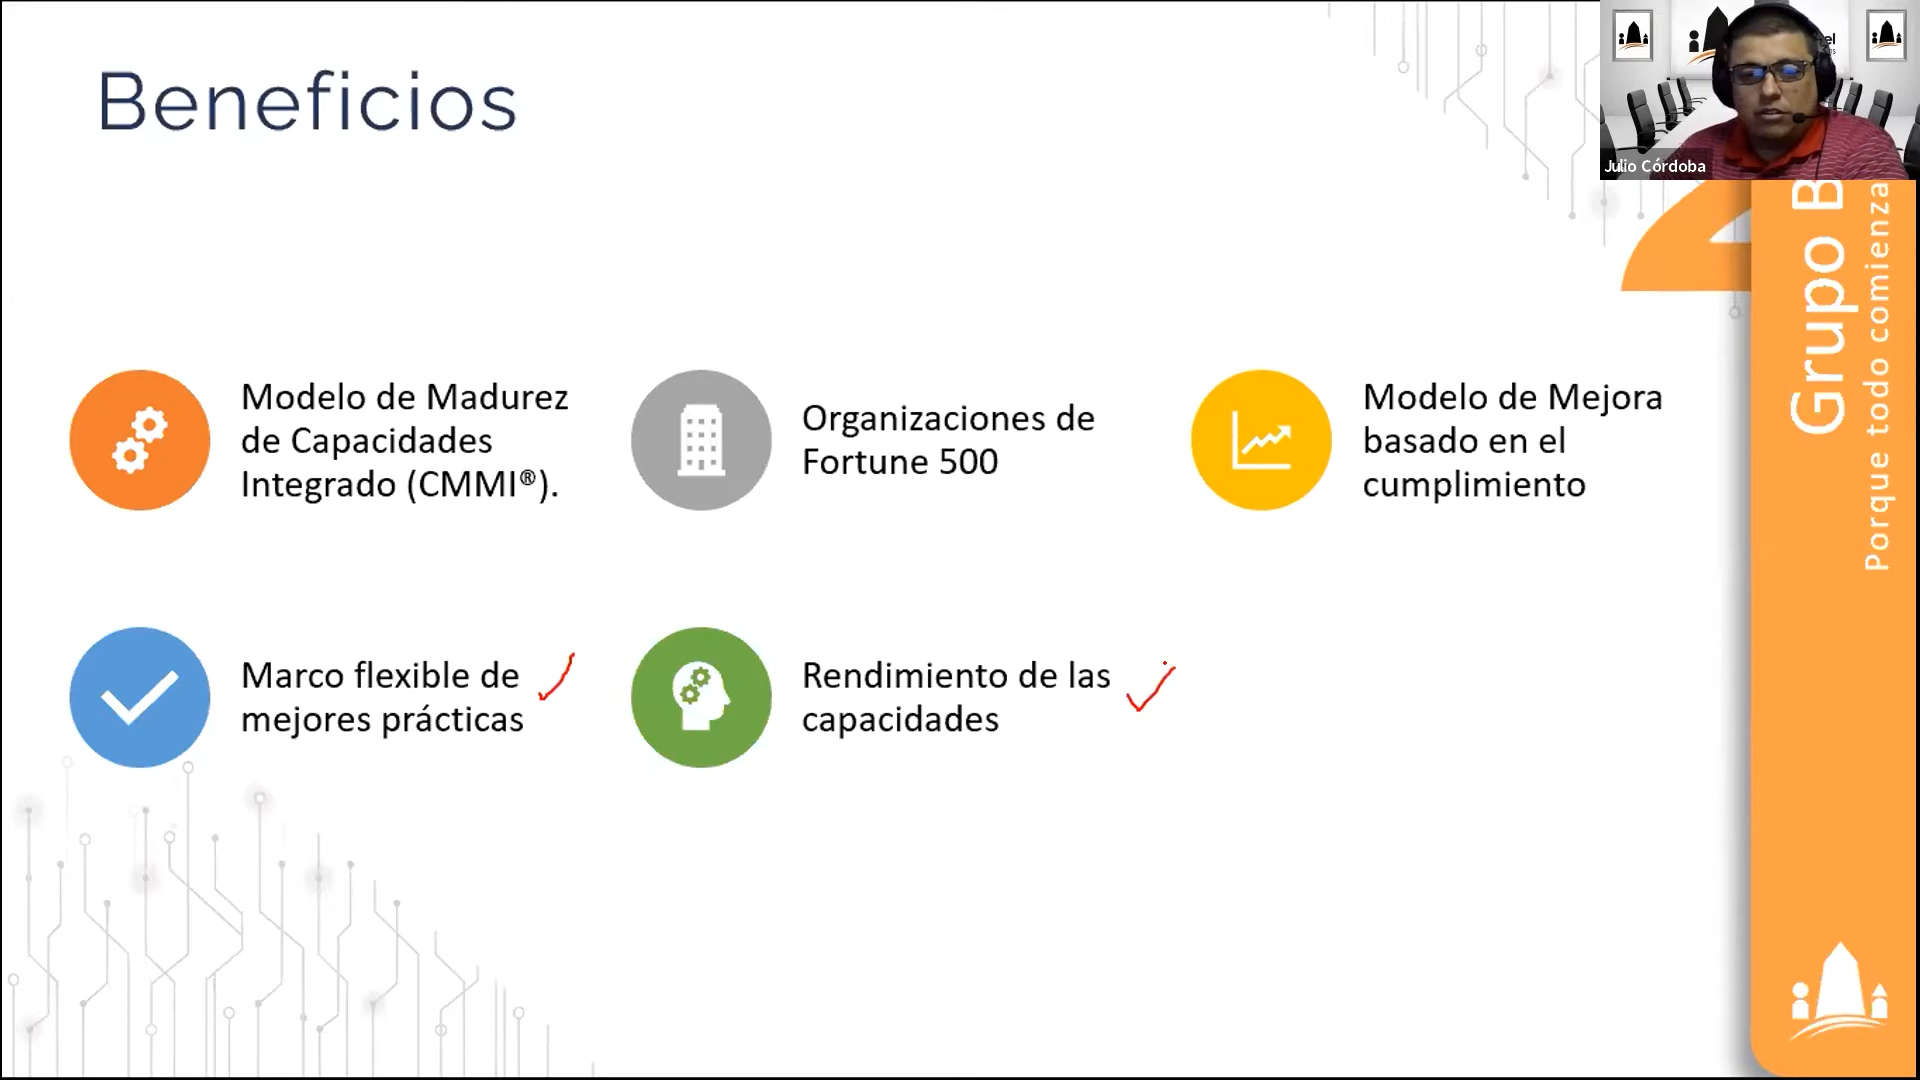 Beneficios
Julio Córdoba
Modelo de Madurez
de Capacidades
Integrado (CMMI®).
Organizaciones de
Fortune 500
Modelo de Mejora
basado en el
cumplimiento
Marco flexible de
mejores prácticas
Rendimiento de las
capacidades
Grupo B
Porque todo comienza